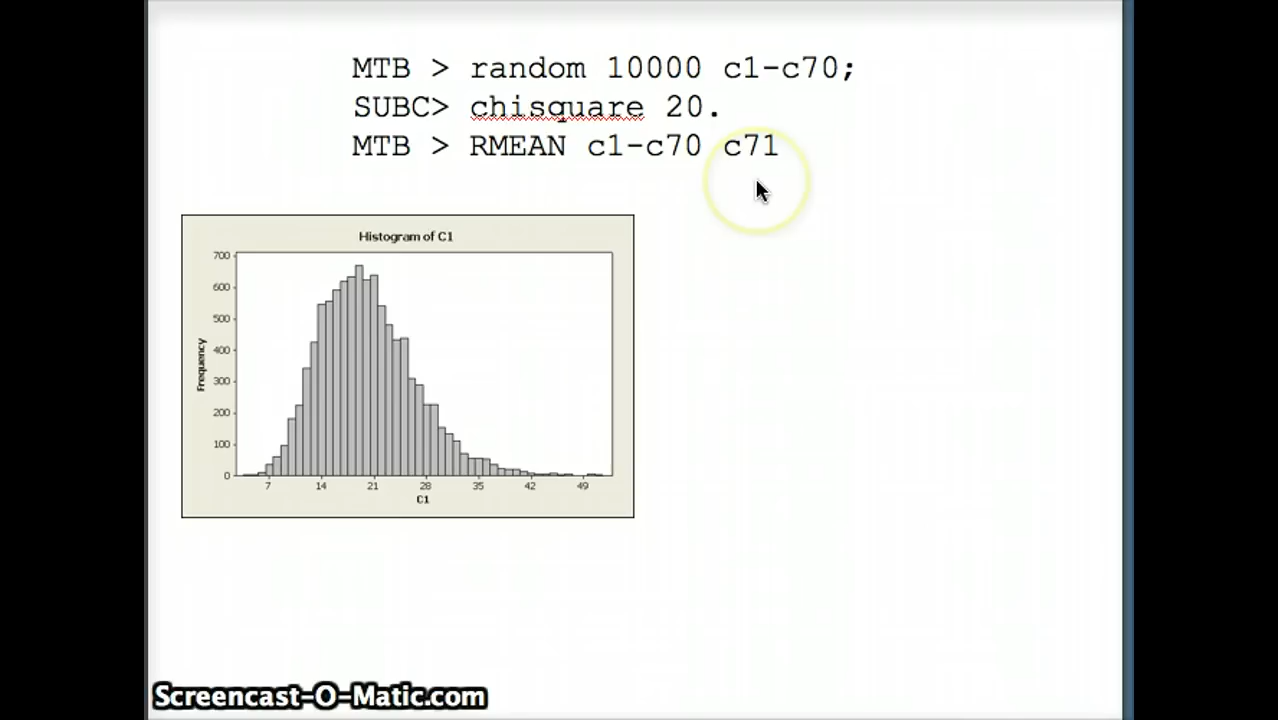 MTB > random 10000 c1-c70;
SUBC> chisquare 20.
MTB > RMEAN c1-c70 c71
Histogram of C1
700
600
500
400
300
200
100
0
Frequency
7 14 21 28 35 42 49
C1
Screencast-O-Matic.com